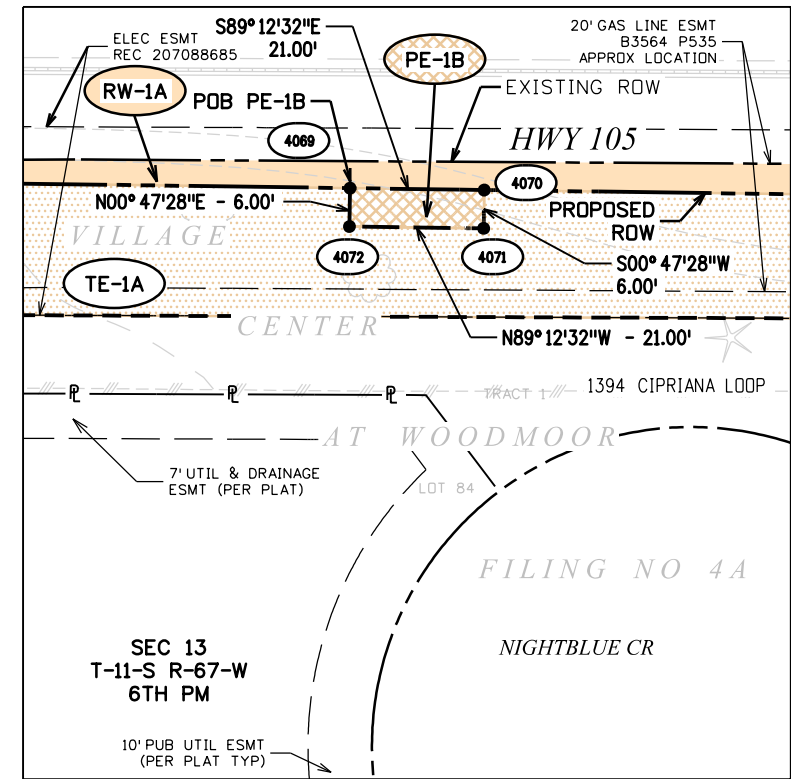 ELEC ESMT
REC 207088685
S89°12'32"E
21.00'
20' GAS LINE ESMT
B3564 P535
APPROX LOCATION
PE-1B
RW-1A
POB PE-1B
EXISTING ROW
4069
HWY 105
4070
N00°47'28"E - 6.00'
PROPOSED
ROW
VILLAGE
4072
4071
S00°47'28"W
6.00'
TE-1A
CENTER
N89°12'32"W - 21.00'
PL
PL
PL
TRACT 1
1394 CIPRIANA LOOP
AT WOODMOOR
7' UTIL & DRAINAGE
ESMT (PER PLAT)
LOT 84
FILING NO 4A
SEC 13
T-11-S R-67-W
6TH PM
NIGHTBLUE CR
10' PUB UTIL ESMT
(PER PLAT TYP)